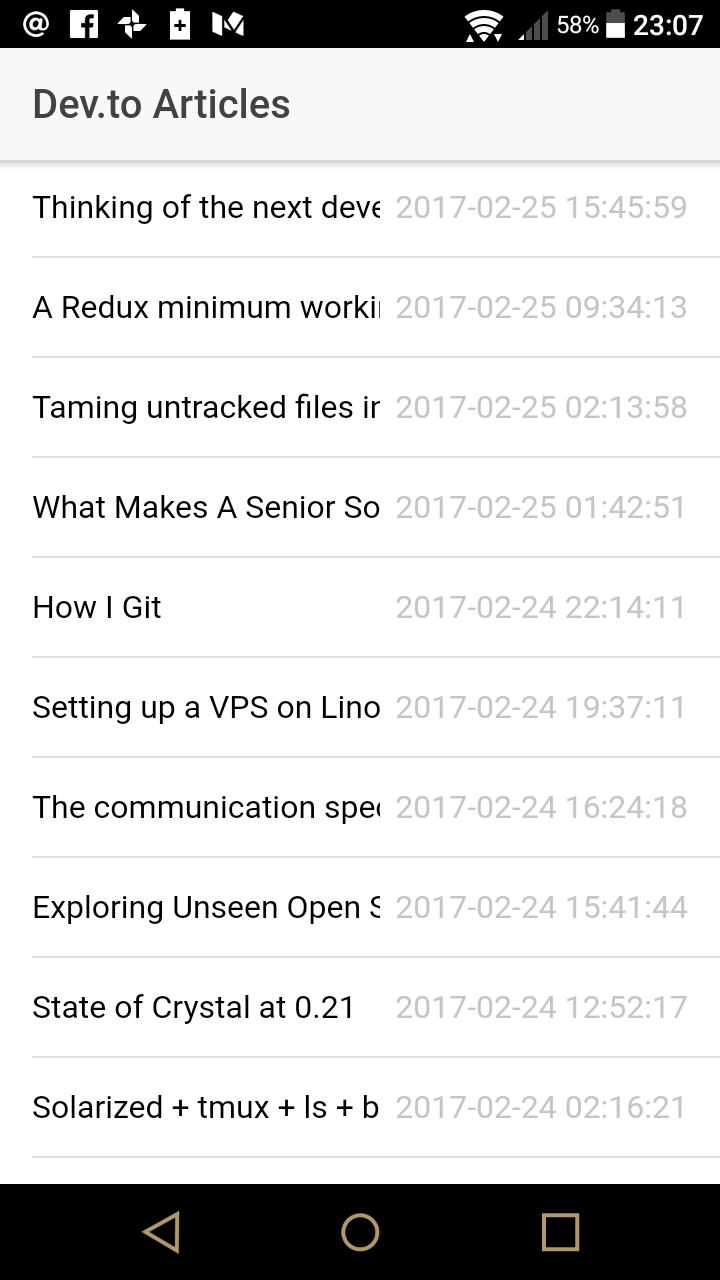 58% 23:07
Dev.to Articles
Thinking of the next deve 2017-02-25 15:45:59
A Redux minimum workin 2017-02-25 09:34:13
Taming untracked files in 2017-02-25 02:13:58
What Makes A Senior So 2017-02-25 01:42:51
How I Git 2017-02-24 22:14:11
Setting up a VPS on Lino 2017-02-24 19:37:11
The communication spec 2017-02-24 16:24:18
Exploring Unseen Open S 2017-02-24 15:41:44
State of Crystal at 0.21 2017-02-24 12:52:17
Solarized + tmux + ls + b 2017-02-24 02:16:21